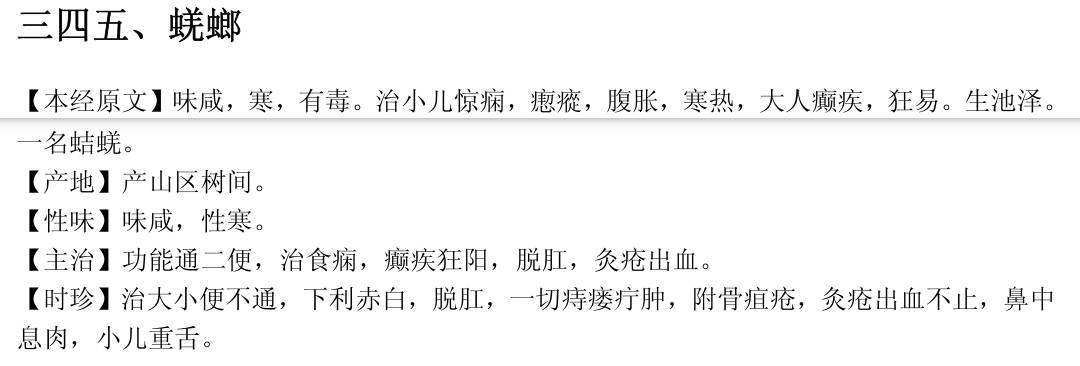 三四五、蜣螂
【本经原文】味咸，寒，有毒。治小儿惊痫，瘛瘲，腹胀，寒热，大人癫疾，狂易。生池泽。
一名蛣蜣。
【产地】产山区树间。
【性味】味咸，性寒。
【主治】功能通二便，治食痫，癫疾狂阳，脱肛，灸疮出血。
【时珍】治大小便不通，下利赤白，脱肛，一切痔瘘疔肿，附骨疽疮，灸疮出血不止，鼻中
息肉，小儿重舌。